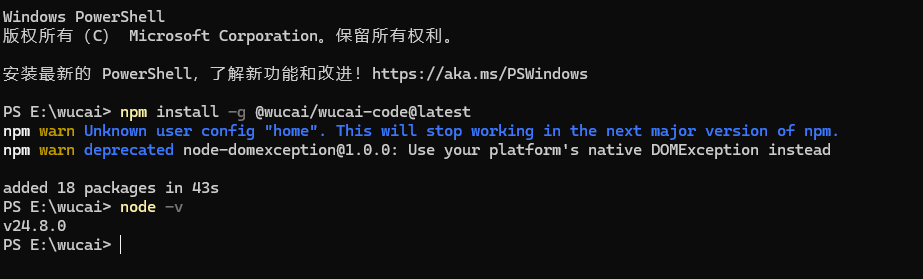 Windows PowerShell
版权所有（C） Microsoft Corporation。保留所有权利。
安装最新的 PowerShell，了解新功能和改进！https://aka.ms/PSWindows
PS E:\wucai> npm install -g @wucai/wucai-code@latest
npm warn Unknown user config "home". This will stop working in the next major version of npm.
npm warn deprecated node-domexception@1.0.0: Use your platform's native DOMException instead
added 18 packages in 43s
PS E:\wucai> node -v
v24.8.0
PS E:\wucai>